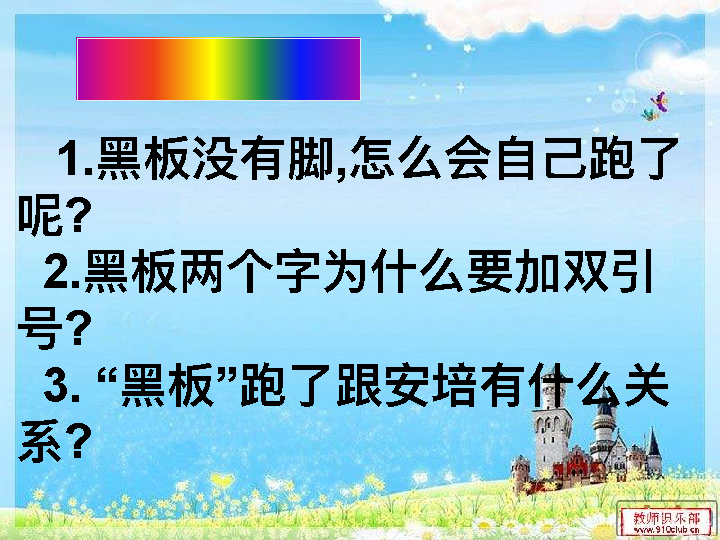 1.黑板没有脚,怎么会自己跑了
呢?
2.黑板两个字为什么要加双引
号?
3. “黑板”跑了跟安培有什么关
系?
教师俱乐部
www.910club.cn